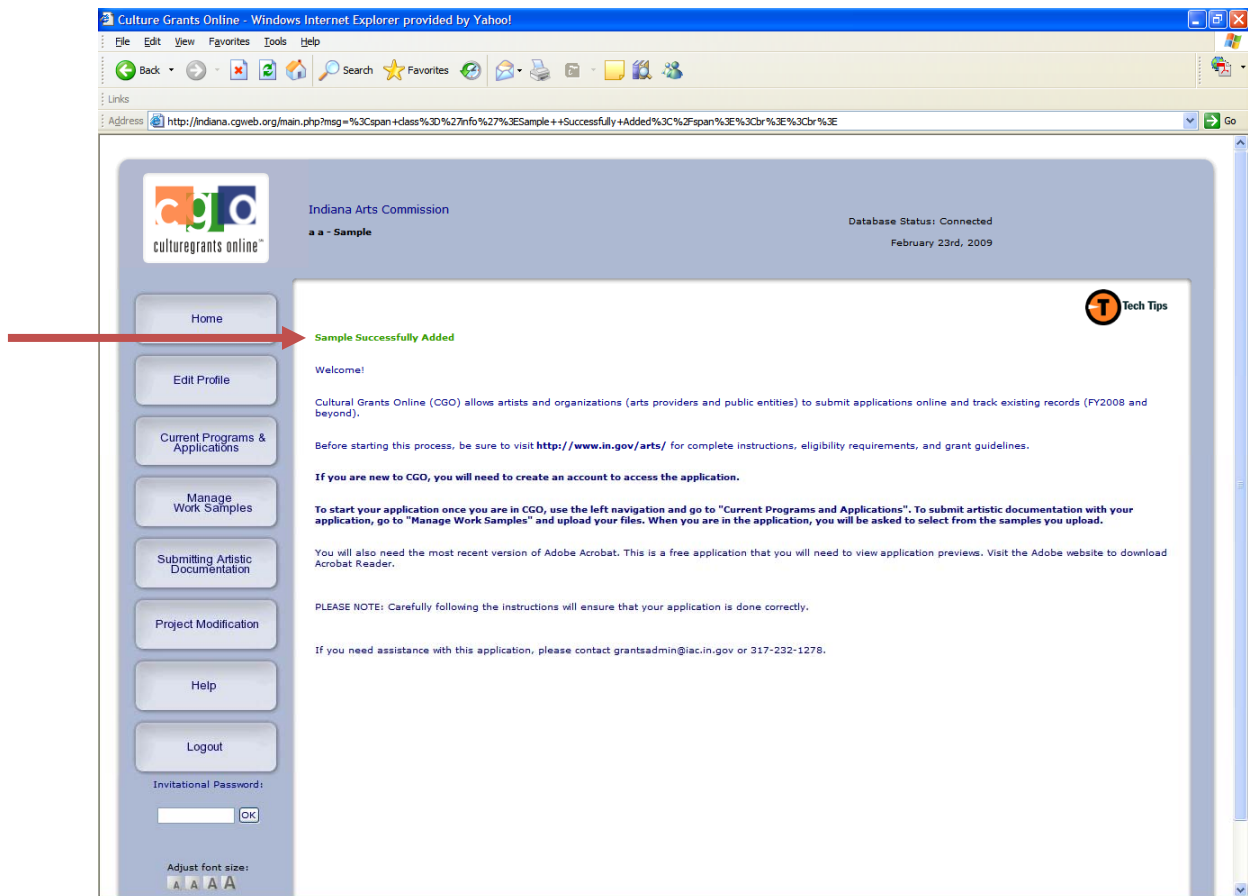 Culture Grants Online - Windows Internet Explorer provided by Yahoo!
File Edit View Favorites Tools Help
Back Search Favorites
Links
Address http://indiana.cgweb.org/main.php?msg=%3Cspan+class%3D%27info%27%3ESample++Successfully+Added%3C%2Fspan%3E%3Cbr%3E%3Cbr%3E Go
cgo
culturegrants online℠
Indiana Arts Commission
a a - Sample
Database Status: Connected
February 23rd, 2009
Home
Edit Profile
Current Programs &
Applications
Manage
Work Samples
Submitting Artistic
Documentation
Project Modification
Help
Logout
Invitational Password:
OK
Adjust font size:
A A A A
T Tech Tips
Sample Successfully Added
Welcome!
Cultural Grants Online (CGO) allows artists and organizations (arts providers and public entities) to submit applications online and track existing records (FY2008 and
beyond).
Before starting this process, be sure to visit http://www.in.gov/arts/ for complete instructions, eligibility requirements, and grant guidelines.
If you are new to CGO, you will need to create an account to access the application.
To start your application once you are in CGO, use the left navigation and go to "Current Programs and Applications". To submit artistic documentation with your
application, go to "Manage Work Samples" and upload your files. When you are in the application, you will be asked to select from the samples you upload.
You will also need the most recent version of Adobe Acrobat. This is a free application that you will need to view application previews. Visit the Adobe website to download
Acrobat Reader.
PLEASE NOTE: Carefully following the instructions will ensure that your application is done correctly.
If you need assistance with this application, please contact grantsadmin@iac.in.gov or 317-232-1278.